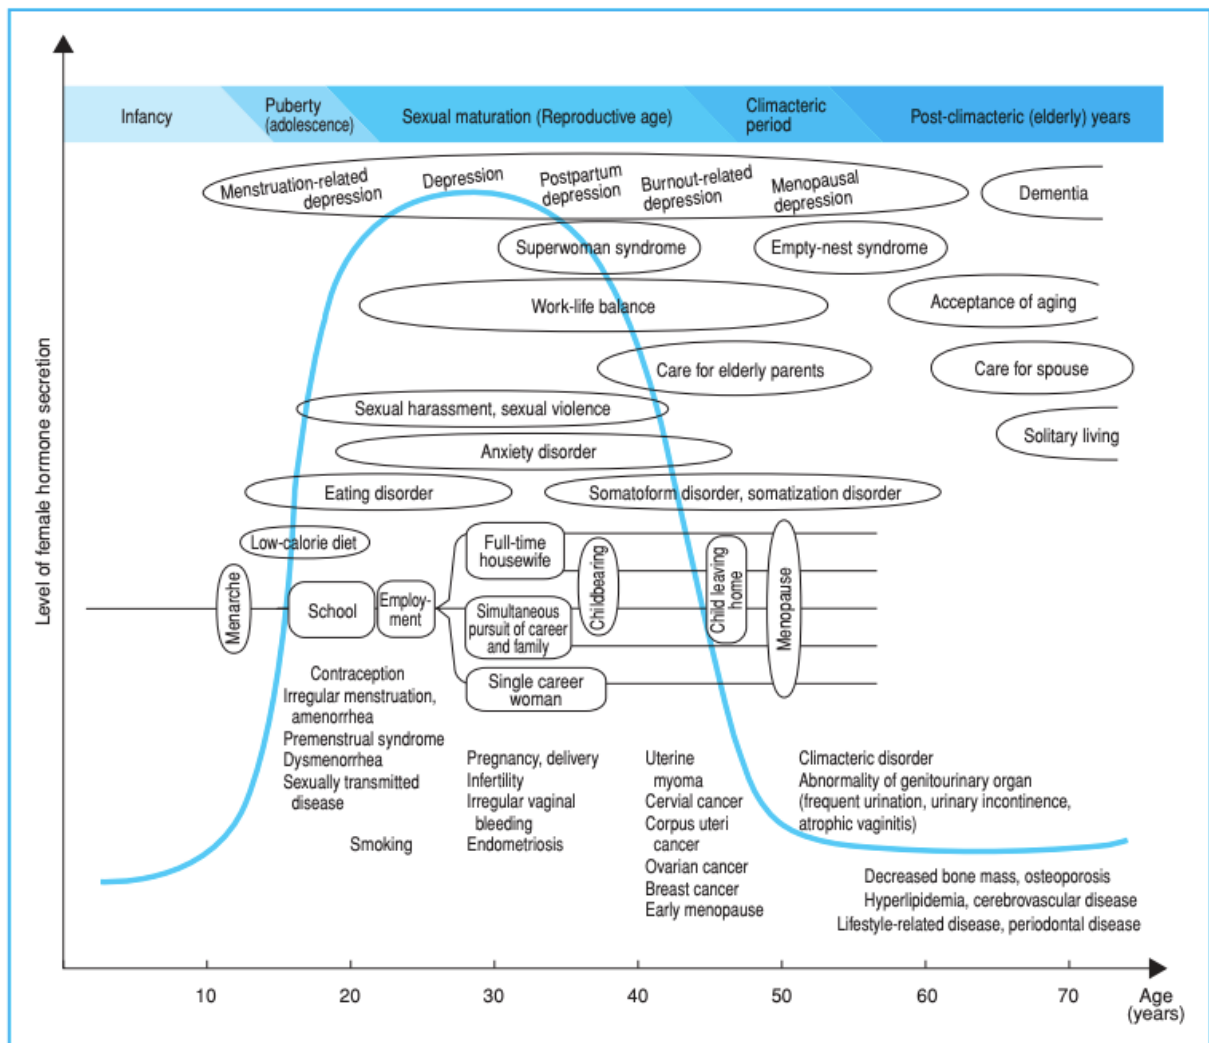 Infancy
Puberty
(adolescence)
Sexual maturation (Reproductive age)
Climacteric
period
Post-climacteric (elderly) years
Menstruation-related
depression
Depression
Postpartum
depression
Burnout-related
depression
Menopausal
depression
Dementia
Superwoman syndrome
Empty-nest syndrome
Work-life balance
Acceptance of aging
Care for elderly parents
Care for spouse
Sexual harassment, sexual violence
Solitary living
Anxiety disorder
Eating disorder
Somatoform disorder, somatization disorder
Low-calorie diet
Level of female hormone secretion
Menarche
School
Employ-
ment
Full-time
housewife
Simultaneous
pursuit of career
and family
Single career
woman
Childbearing
Child leaving
home
Menopause
Contraception
Irregular menstruation,
amenorrhea
Premenstrual syndrome
Dysmenorrhea
Sexually transmitted
disease
Smoking
Pregnancy, delivery
Infertility
Irregular vaginal
bleeding
Endometriosis
Uterine
myoma
Cervial cancer
Corpus uteri
cancer
Ovarian cancer
Breast cancer
Early menopause
Climacteric disorder
Abnormality of genitourinary organ
(frequent urination, urinary incontinence,
atrophic vaginitis)
Decreased bone mass, osteoporosis
Hyperlipidemia, cerebrovascular disease
Lifestyle-related disease, periodontal disease
10 20 30 40 50 60 70 Age
(years)